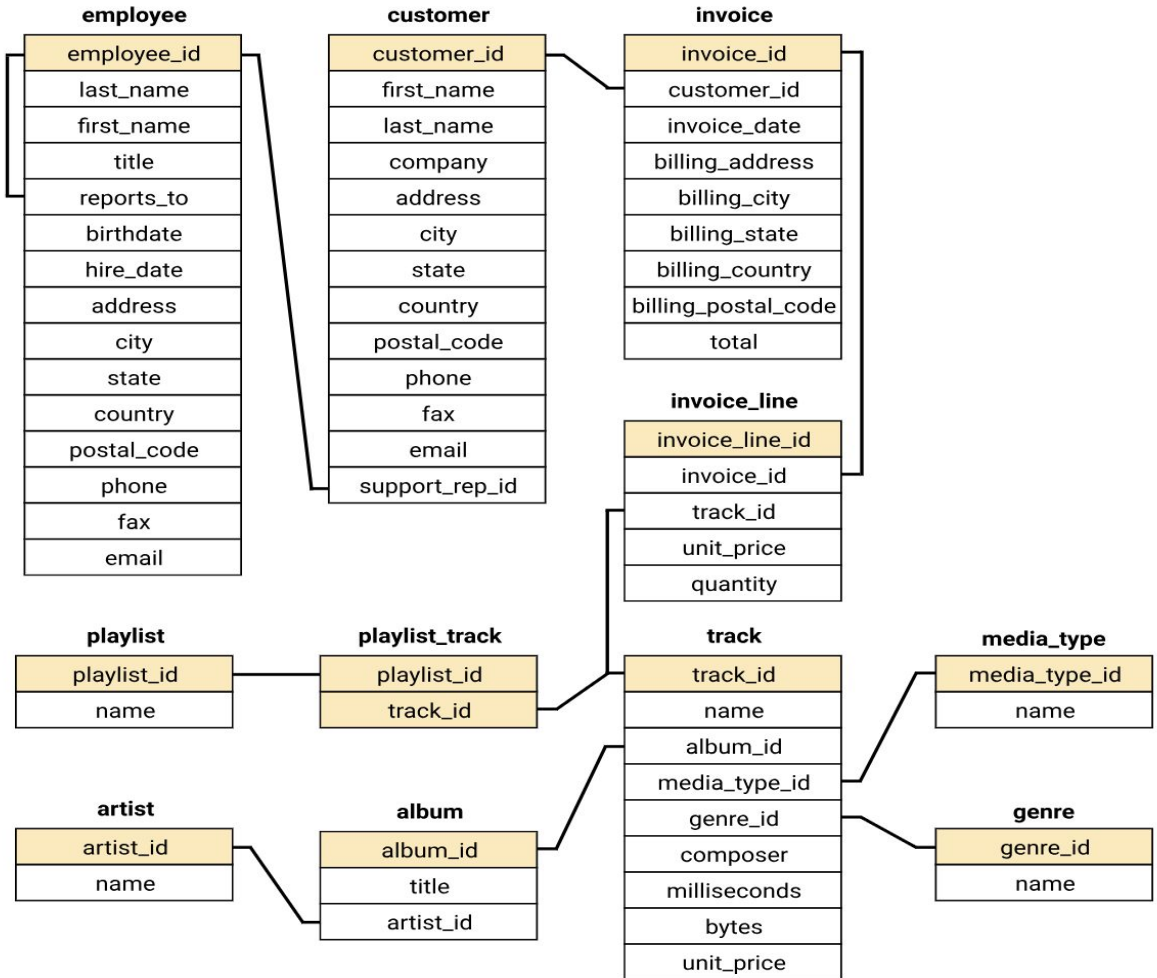 employee
employee_id
last_name
first_name
title
reports_to
birthdate
hire_date
address
city
state
country
postal_code
phone
fax
email
customer
customer_id
first_name
last_name
company
address
city
state
country
postal_code
phone
fax
email
support_rep_id
invoice
invoice_id
customer_id
invoice_date
billing_address
billing_city
billing_state
billing_country
billing_postal_code
total
invoice_line
invoice_line_id
invoice_id
track_id
unit_price
quantity
playlist
playlist_id
name
playlist_track
playlist_id
track_id
track
track_id
name
album_id
media_type_id
genre_id
composer
milliseconds
bytes
unit_price
media_type
media_type_id
name
artist
artist_id
name
album
album_id
title
artist_id
genre
genre_id
name